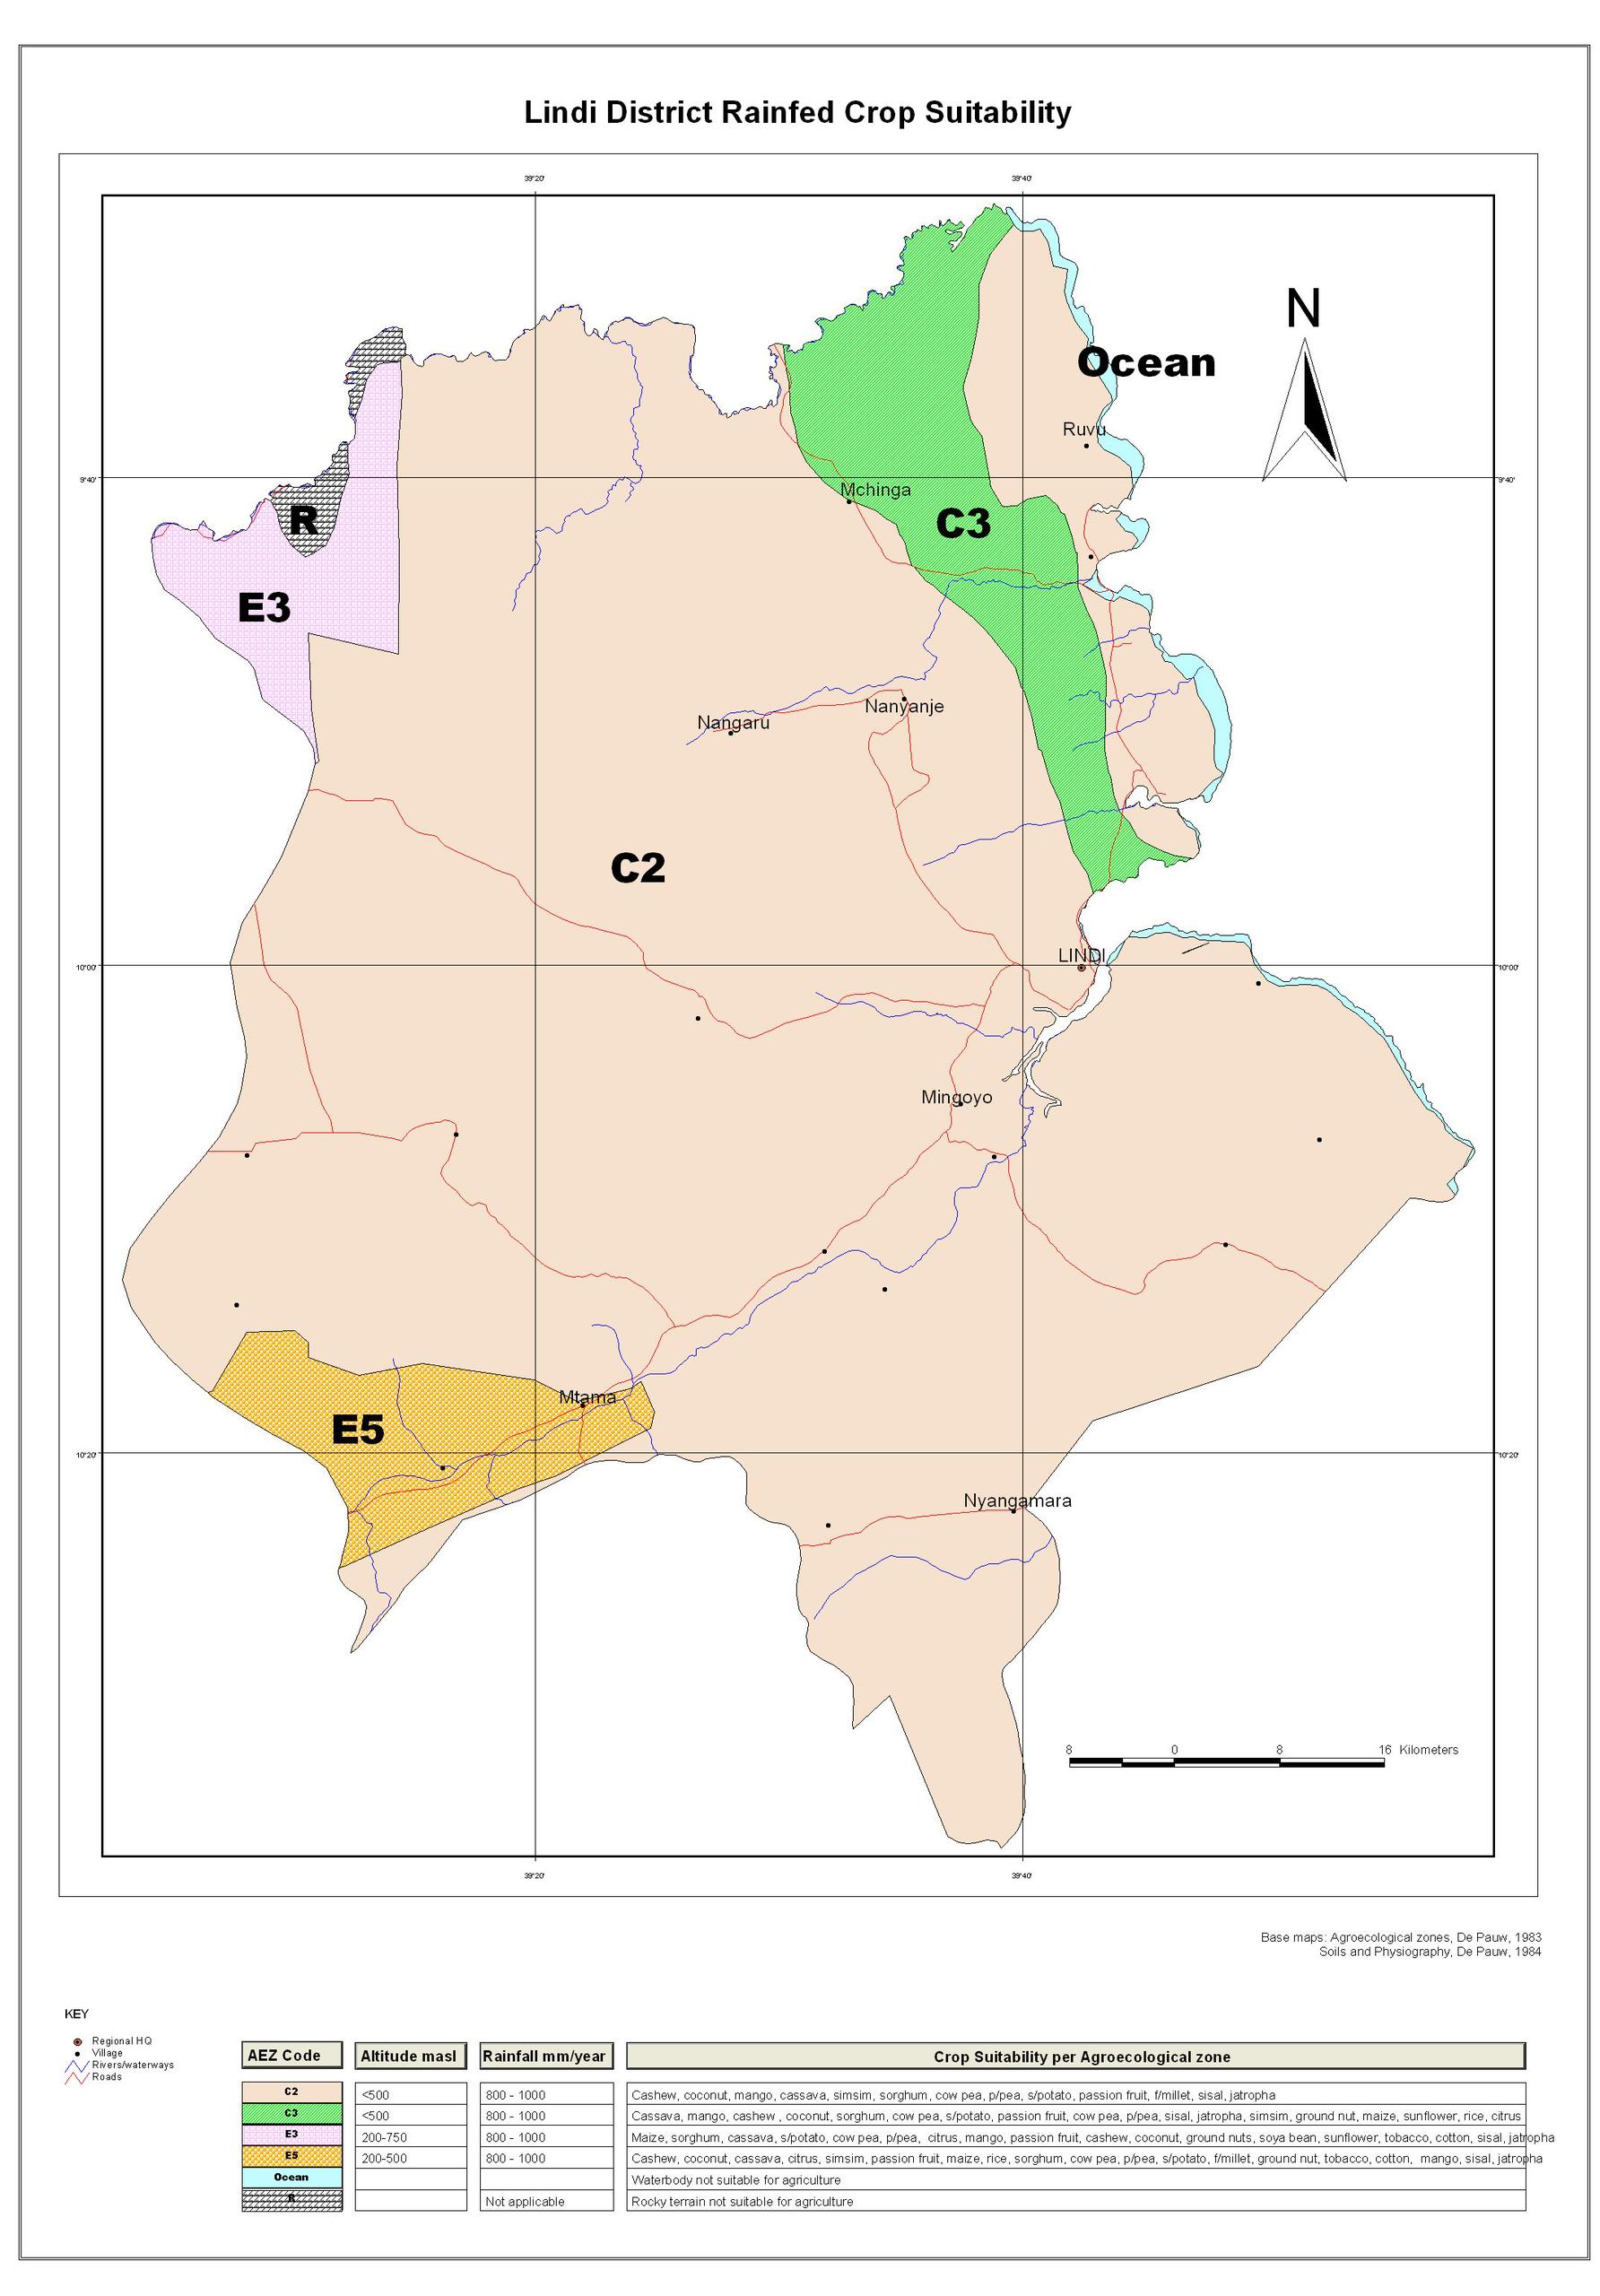 Lindi District Rainfed Crop Suitability
39°20' 39°40'
N
Ocean
Ruvu
9°40' 9°40'
Mchinga
R
C3
E3
Nanyanje
Nangaru
C2
LINDI
10°00' 10°00'
Mingoyo
Mtama
E5
10°20' 10°20'
Nyangamara
8 0 8 16 Kilometers
39°20' 39°40'
Base maps: Agroecological zones, De Pauw, 1983
Soils and Physiography, De Pauw, 1984
KEY
Regional HQ
Village
Rivers/waterways
Roads
AEZ Code Altitude masl Rainfall mm/year Crop Suitability per Agroecological zone
C2 <500 800 - 1000 Cashew, coconut, mango, cassava, simsim, sorghum, cow pea, p/pea, s/potato, passion fruit, f/millet, sisal, jatropha
C3 <500 800 - 1000 Cassava, mango, cashew , coconut, sorghum, cow pea, s/potato, passion fruit, cow pea, p/pea, sisal, jatropha, simsim, ground nut, maize, sunflower, rice, citrus
E3 200-750 800 - 1000 Maize, sorghum, cassava, s/potato, cow pea, p/pea, citrus, mango, passion fruit, cashew, coconut, ground nuts, soya bean, sunflower, tobacco, cotton, sisal, jatropha
E5 200-500 800 - 1000 Cashew, coconut, cassava, citrus, simsim, passion fruit, maize, rice, sorghum, cow pea, p/pea, s/potato, f/millet, ground nut, tobacco, cotton, mango, sisal, jatropha
Ocean Waterbody not suitable for agriculture
R Not applicable Rocky terrain not suitable for agriculture